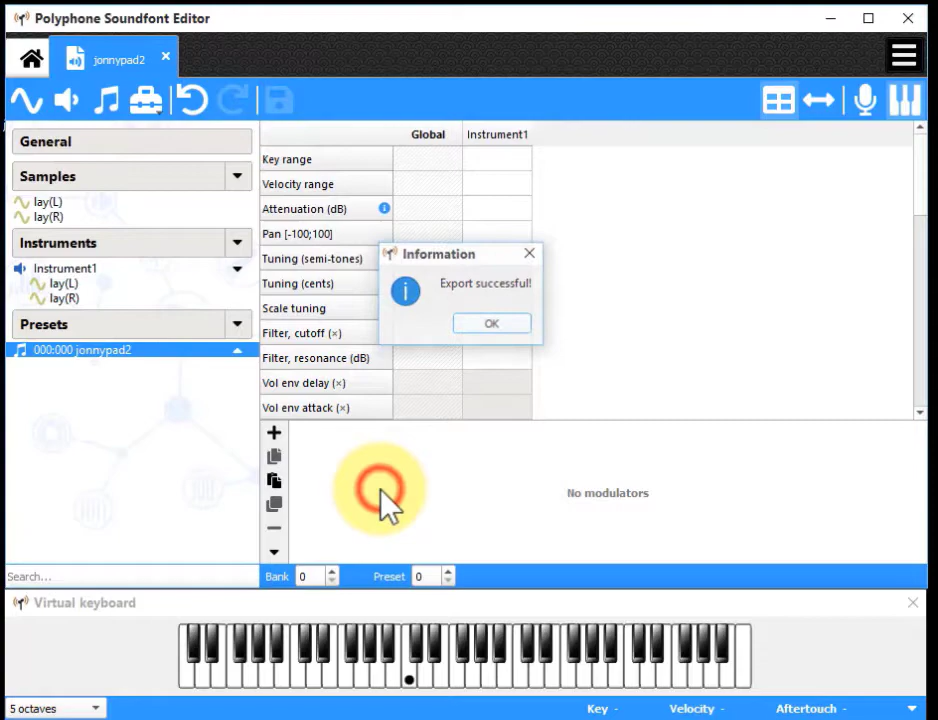 Polyphone Soundfont Editor
jonnypad2
General
Samples
lay(L)
lay(R)
Instruments
Instrument1
lay(L)
lay(R)
Presets
000:000 jonnypad2
Search...
Global Instrument1
Key range
Velocity range
Attenuation (dB)
Pan [-100;100]
Tuning (semi-tones)
Tuning (cents)
Scale tuning
Filter, cutoff (×)
Filter, resonance (dB)
Vol env delay (×)
Vol env attack (×)
Information
Export successful!
OK
No modulators
Bank 0 Preset 0
Virtual keyboard
5 octaves
Key - Velocity - Aftertouch -